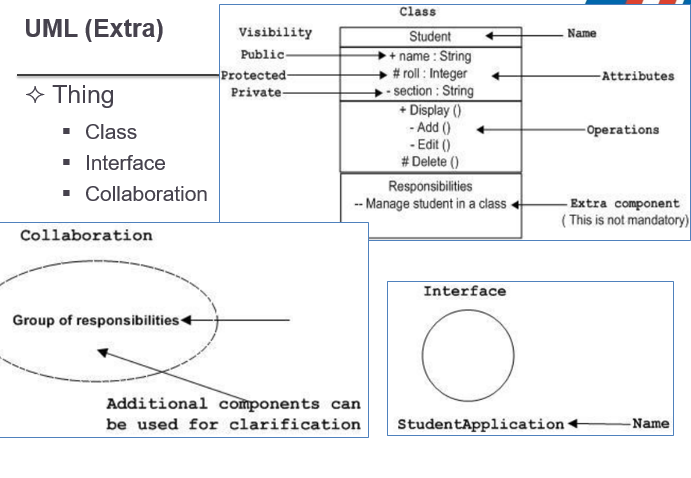 UML (Extra)
Thing
Class
Interface
Collaboration
Class
Visibility
Student
Name
Public
+ name : String
Protected
# roll : Integer
Attributes
Private
- section : String
+ Display ()
- Add ()
Operations
- Edit ()
# Delete ()
Responsibilities
-- Manage student in a class
Extra component
( This is not mandatory)
Collaboration
Group of responsibilities
Additional components can
be used for clarification
Interface
StudentApplication
Name